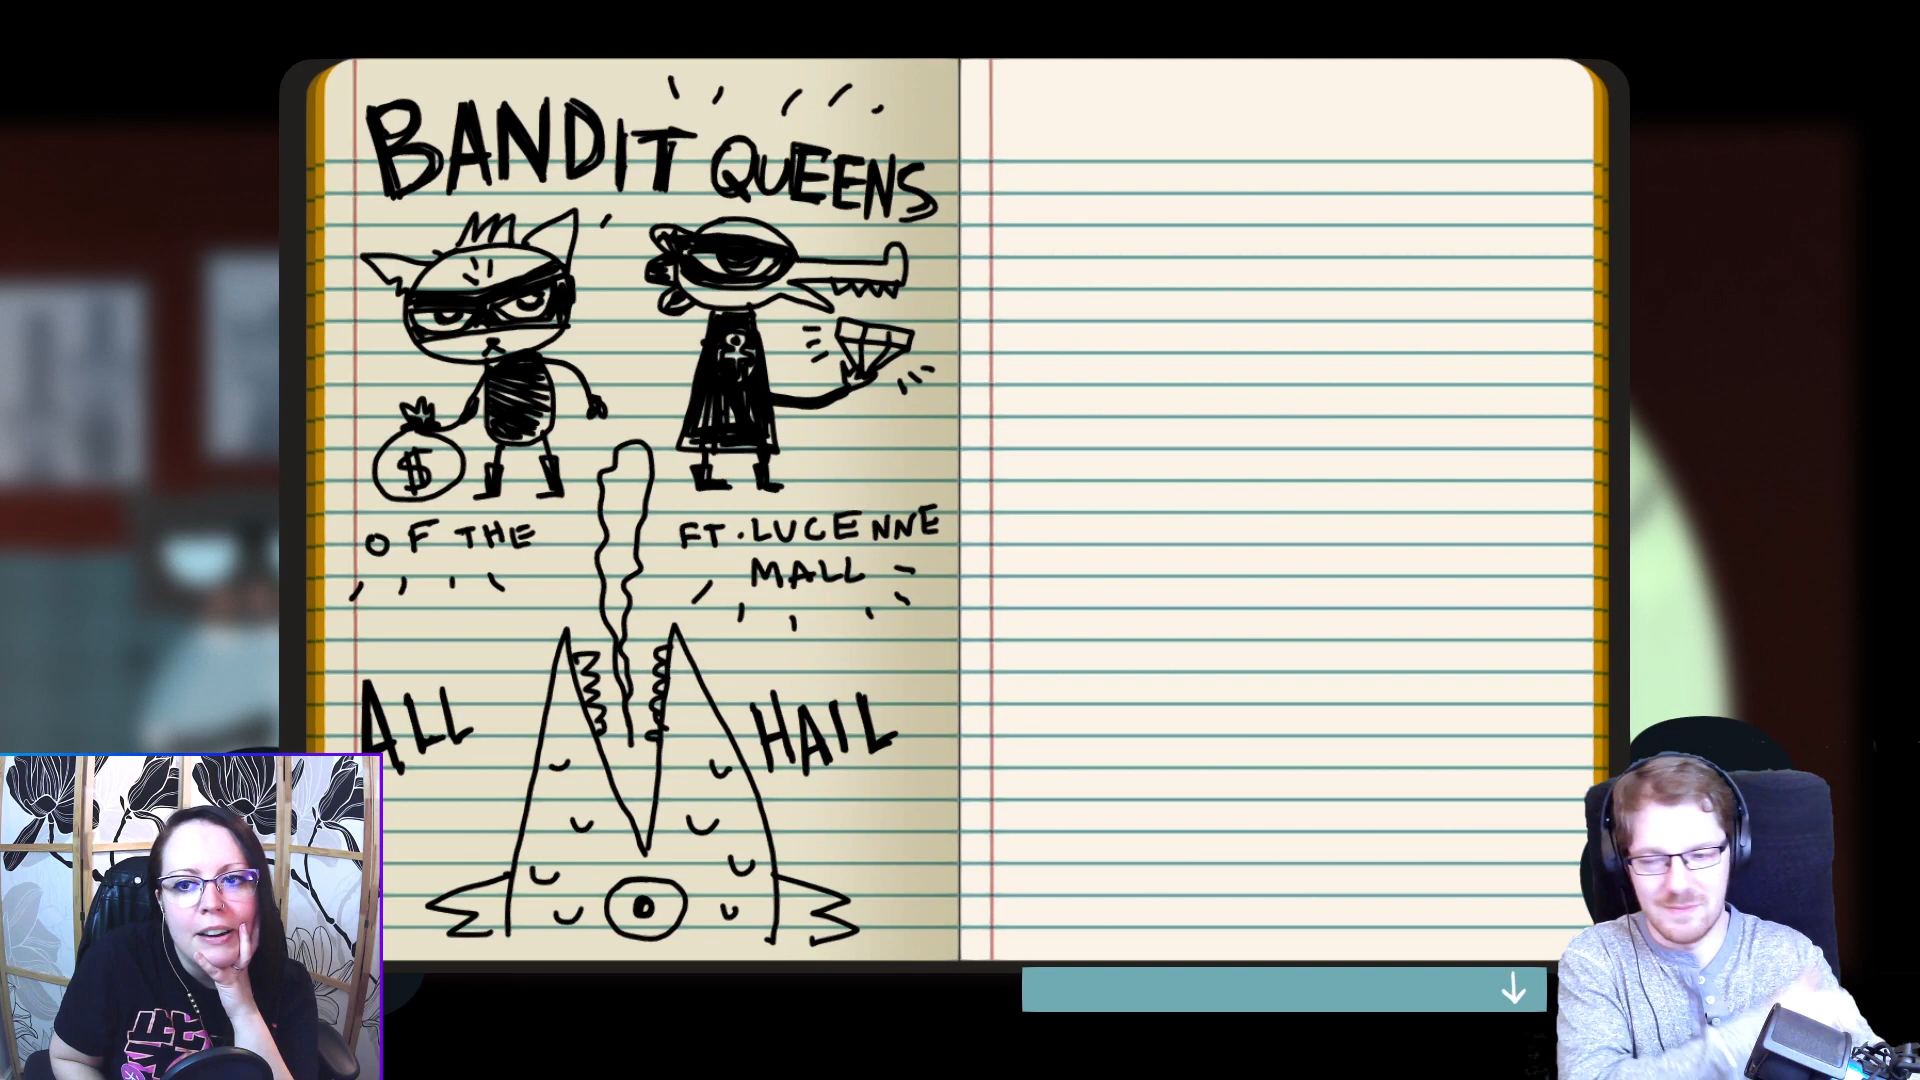 BANDIT QUEENS
$
OF THE FT. LUCENNE
MALL
ALL HAIL